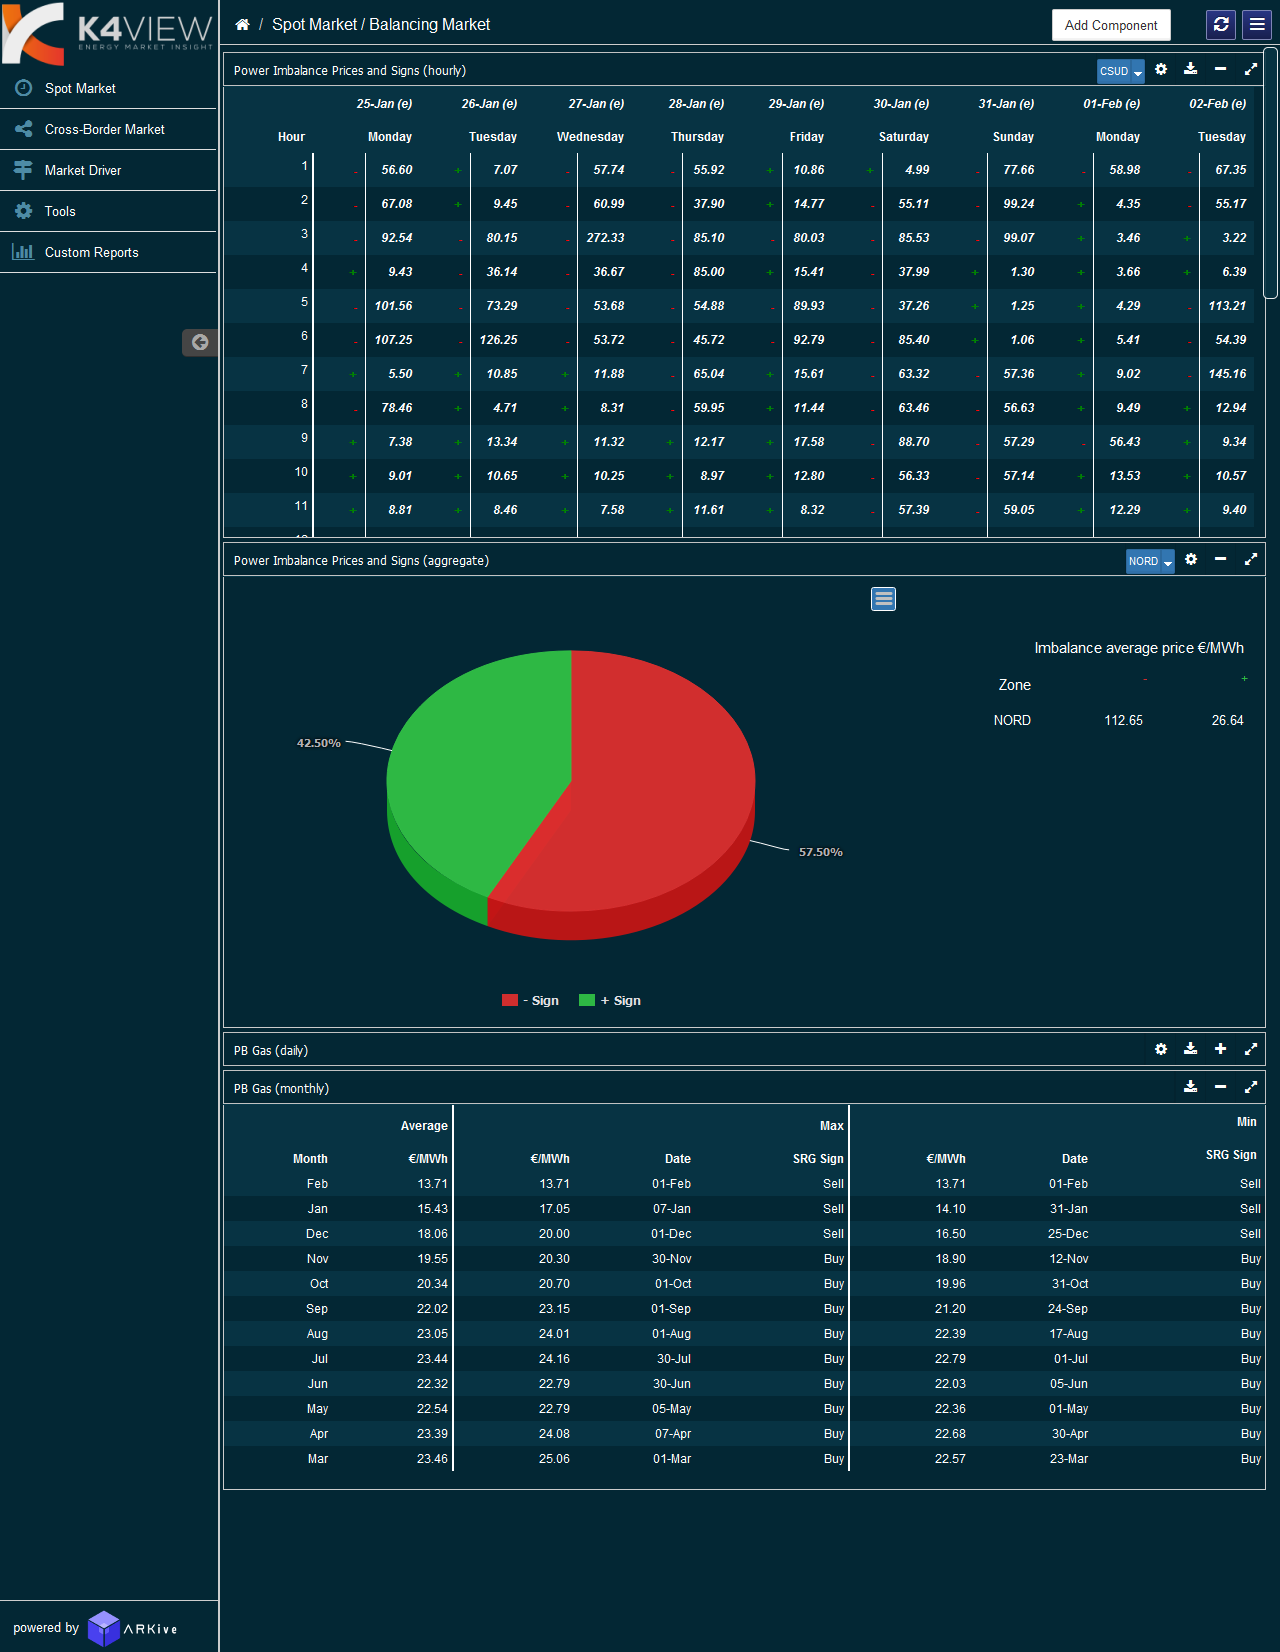 K4VIEW
ENERGY MARKET INSIGHT
Spot Market
Cross-Border Market
Market Driver
Tools
Custom Reports
/ Spot Market / Balancing Market
Add Component
Power Imbalance Prices and Signs (hourly)
CSUD
25-Jan (e) 26-Jan (e) 27-Jan (e) 28-Jan (e) 29-Jan (e) 30-Jan (e) 31-Jan (e) 01-Feb (e) 02-Feb (e)
Hour Monday Tuesday Wednesday Thursday Friday Saturday Sunday Monday Tuesday
1 - 56.60 + 7.07 - 57.74 - 55.92 + 10.86 + 4.99 - 77.66 - 58.98 - 67.35
2 - 67.08 + 9.45 - 60.99 - 37.90 + 14.77 - 55.11 - 99.24 + 4.35 - 55.17
3 - 92.54 - 80.15 - 272.33 - 85.10 - 80.03 - 85.53 - 99.07 + 3.46 + 3.22
4 + 9.43 - 36.14 - 36.67 - 85.00 + 15.41 - 37.99 + 1.30 + 3.66 + 6.39
5 - 101.56 - 73.29 - 53.68 - 54.88 - 89.93 - 37.26 + 1.25 + 4.29 - 113.21
6 - 107.25 - 126.25 - 53.72 - 45.72 - 92.79 - 85.40 + 1.06 + 5.41 - 54.39
7 + 5.50 + 10.85 + 11.88 - 65.04 + 15.61 - 63.32 - 57.36 + 9.02 - 145.16
8 - 78.46 + 4.71 + 8.31 - 59.95 + 11.44 - 63.46 - 56.63 + 9.49 + 12.94
9 + 7.38 + 13.34 + 11.32 + 12.17 + 17.58 - 88.70 - 57.29 - 56.43 + 9.34
10 + 9.01 + 10.65 + 10.25 + 8.97 + 12.80 - 56.33 - 57.14 + 13.53 + 10.57
11 + 8.81 + 8.46 + 7.58 + 11.61 + 8.32 - 57.39 - 59.05 + 12.29 + 9.40
Power Imbalance Prices and Signs (aggregate)
NORD
Imbalance average price €/MWh
Zone - +
NORD 112.65 26.64
42.50%
57.50%
- Sign + Sign
PB Gas (daily)
PB Gas (monthly)
Average Max Min
Month €/MWh €/MWh Date SRG Sign €/MWh Date SRG Sign
Feb 13.71 13.71 01-Feb Sell 13.71 01-Feb Sell
Jan 15.43 17.05 07-Jan Sell 14.10 31-Jan Sell
Dec 18.06 20.00 01-Dec Sell 16.50 25-Dec Sell
Nov 19.55 20.30 30-Nov Buy 18.90 12-Nov Buy
Oct 20.34 20.70 01-Oct Buy 19.96 31-Oct Buy
Sep 22.02 23.15 01-Sep Buy 21.20 24-Sep Buy
Aug 23.05 24.01 01-Aug Buy 22.39 17-Aug Buy
Jul 23.44 24.16 30-Jul Buy 22.79 01-Jul Buy
Jun 22.32 22.79 30-Jun Buy 22.03 05-Jun Buy
May 22.54 22.79 05-May Buy 22.36 01-May Buy
Apr 23.39 24.08 07-Apr Buy 22.68 30-Apr Buy
Mar 23.46 25.06 01-Mar Buy 22.57 23-Mar Buy
powered by ARKive